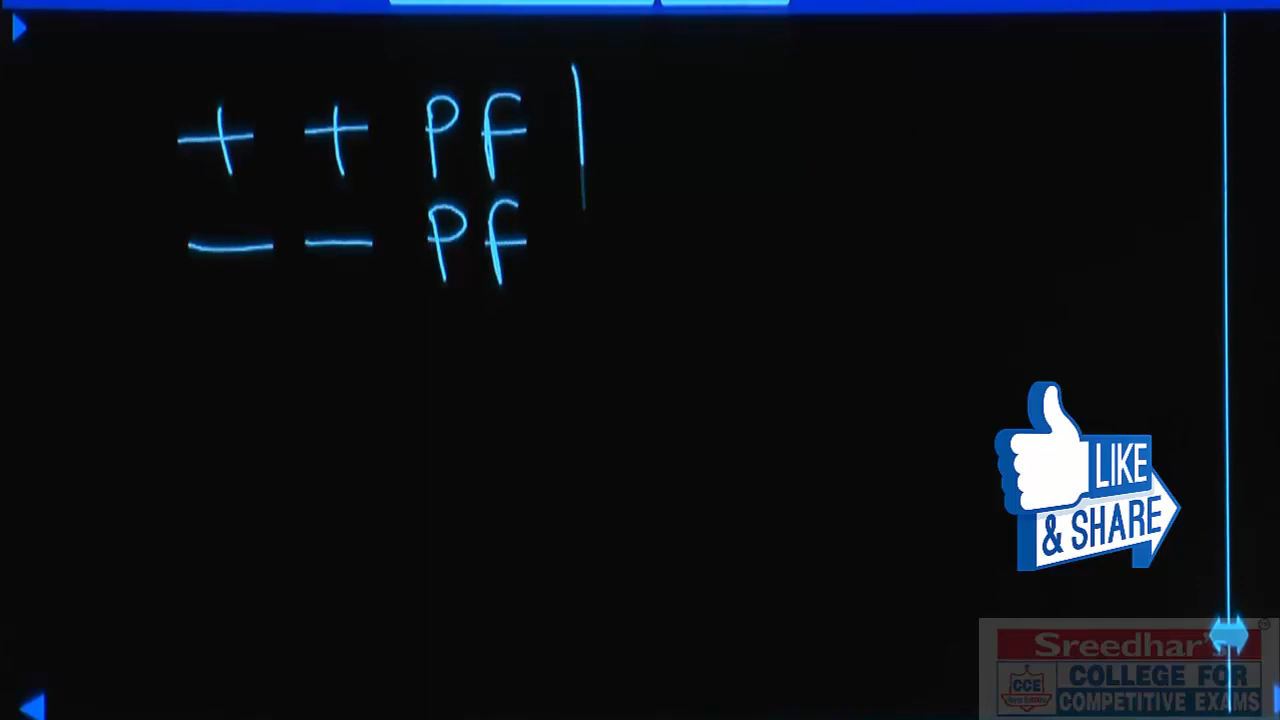 + + PF |
- - PF
LIKE
& SHARE
Sreedhar's
CCE
COLLEGE FOR
COMPETITIVE EXAMS